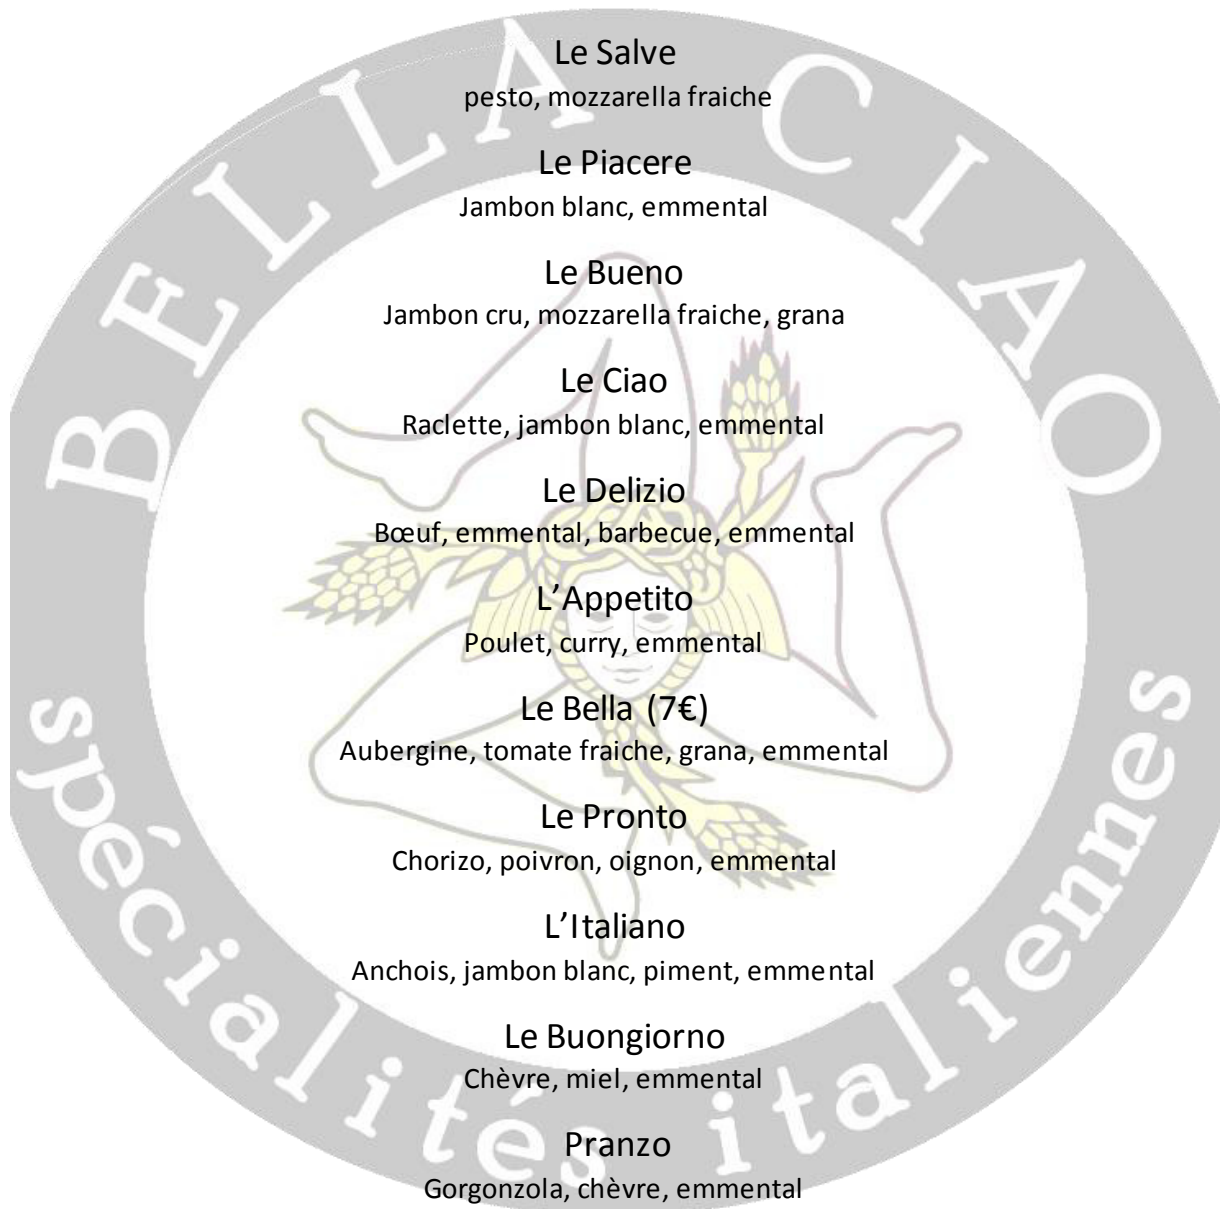 BELLA CIAO
Le Salve
pesto, mozzarella fraiche
Le Piacere
Jambon blanc, emmental
Le Bueno
Jambon cru, mozzarella fraiche, grana
Le Ciao
Raclette, jambon blanc, emmental
Le Delizio
Bœuf, emmental, barbecue, emmental
L’Appetito
Poulet, curry, emmental
Le Bella (7€)
Aubergine, tomate fraiche, grana, emmental
Le Pronto
Chorizo, poivron, oignon, emmental
L’Italiano
Anchois, jambon blanc, piment, emmental
Le Buongiorno
Chèvre, miel, emmental
Pranzo
Gorgonzola, chèvre, emmental
spécialités italiennes